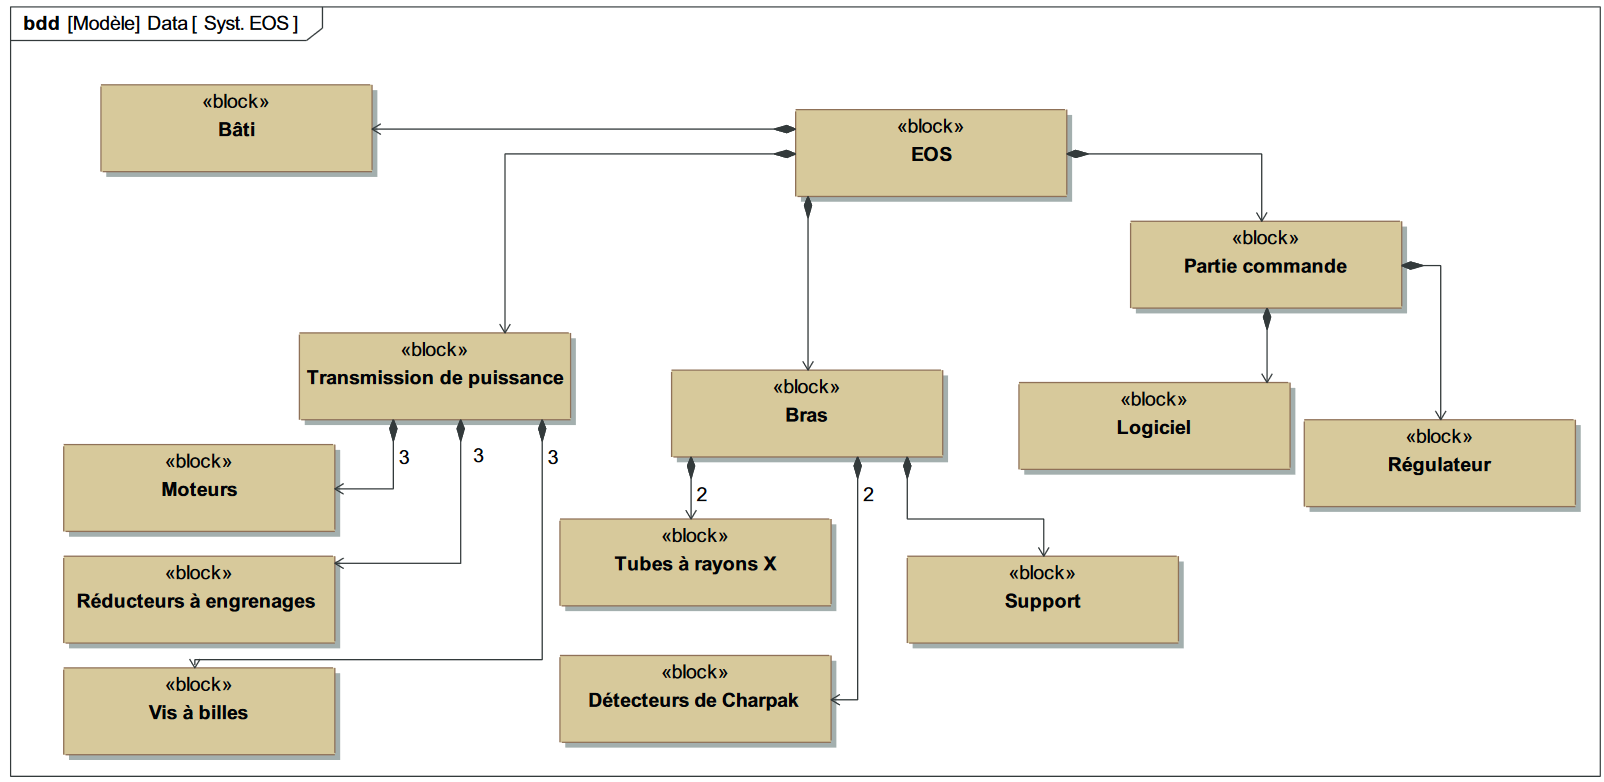 bdd [Modèle] Data [ Syst. EOS ]
«block»
Bâti
«block»
EOS
«block»
Partie commande
«block»
Transmission de puissance
«block»
Bras
«block»
Logiciel
«block»
Régulateur
3
3
3
«block»
Moteurs
2
2
«block»
Tubes à rayons X
«block»
Réducteurs à engrenages
«block»
Support
«block»
Vis à billes
«block»
Détecteurs de Charpak